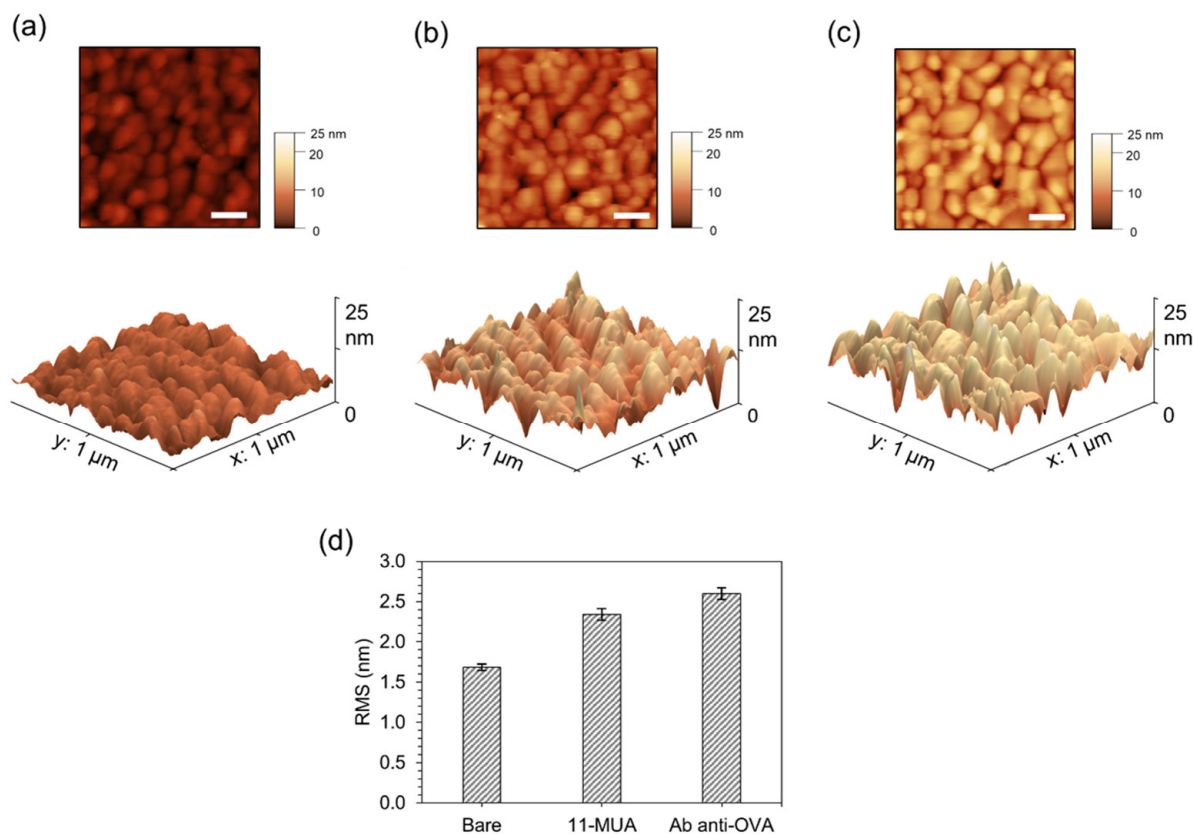 (a)
25 nm
20
10
0
25
nm
0
y: 1 µm
x: 1 µm
(b)
25 nm
20
10
0
25
nm
0
y: 1 µm
x: 1 µm
(c)
25 nm
20
10
0
25
nm
0
y: 1 µm
x: 1 µm
(d)
RMS (nm)
3.0
2.5
2.0
1.5
1.0
0.5
0.0
Bare 11-MUA Ab anti-OVA